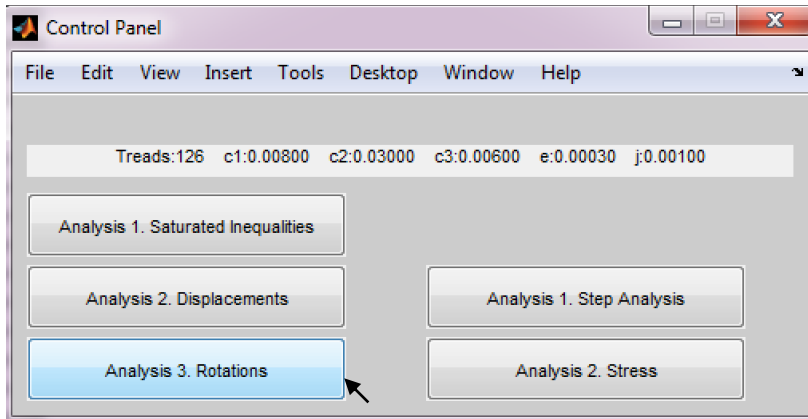 Control Panel
File Edit View Insert Tools Desktop Window Help
Treads:126 c1:0.00800 c2:0.03000 c3:0.00600 e:0.00030 j:0.00100
Analysis 1. Saturated Inequalities
Analysis 2. Displacements
Analysis 1. Step Analysis
Analysis 3. Rotations
Analysis 2. Stress